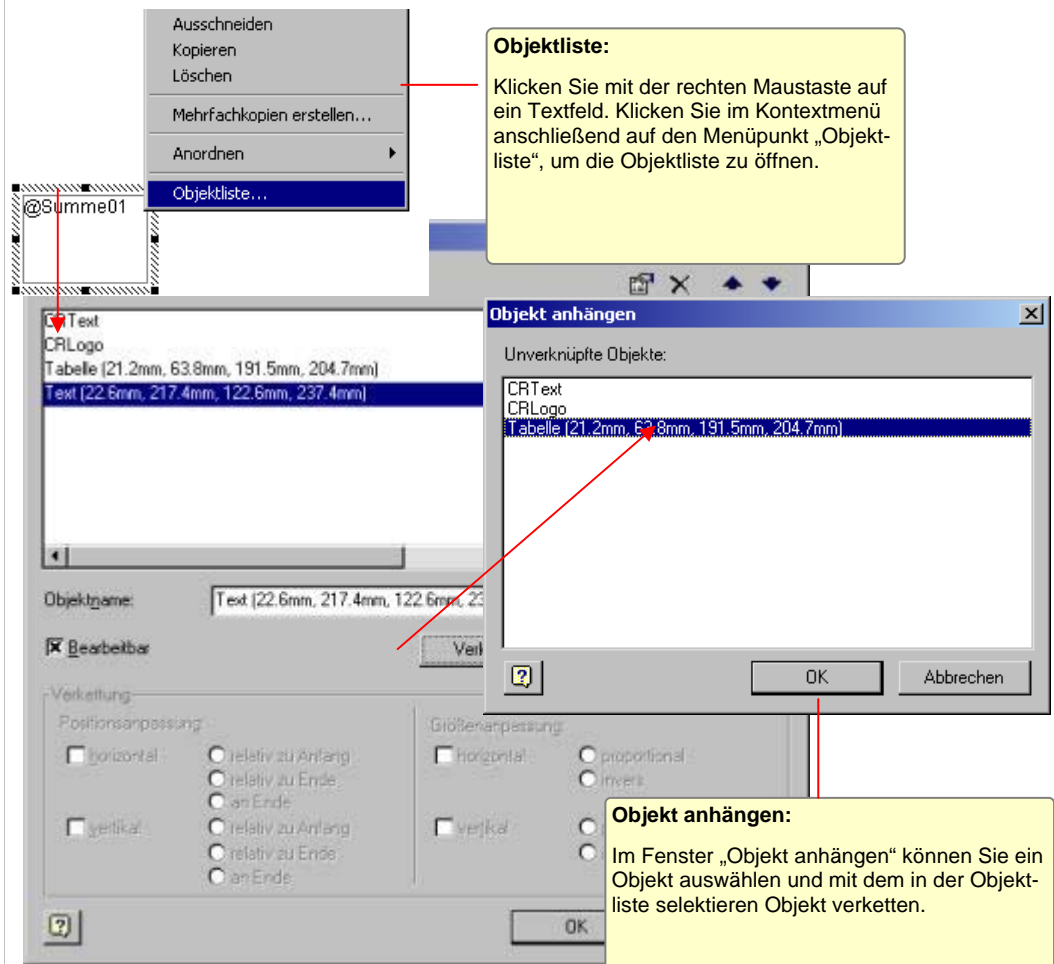 Ausschneiden
Kopieren
Löschen
Mehrfachkopien erstellen...
Anordnen
Objektliste...
Objektliste:
Klicken Sie mit der rechten Maustaste auf
ein Textfeld. Klicken Sie im Kontextmenü
anschließend auf den Menüpunkt „Objekt-
liste“, um die Objektliste zu öffnen.
@Summe01
CRText
CRLogo
Tabelle (21.2mm, 63.8mm, 191.5mm, 204.7mm)
Text (22.6mm, 217.4mm, 122.6mm, 237.4mm)
Objektname:
Text (22.6mm, 217.4mm, 122.6mm, 23
Bearbeitbar
Verkettung
Positionsanpassung:
horizontal
relativ zu Anfang
relativ zu Ende
an Ende
vertikal
relativ zu Anfang
relativ zu Ende
an Ende
Größenanpassung:
horizontal
proportional
invers
vertikal
OK
Objekt anhängen
Unverknüpfte Objekte:
CRText
CRLogo
Tabelle (21.2mm, 63.8mm, 191.5mm, 204.7mm)
OK
Abbrechen
Objekt anhängen:
Im Fenster „Objekt anhängen“ können Sie ein
Objekt auswählen und mit dem in der Objekt-
liste selektieren Objekt verketten.